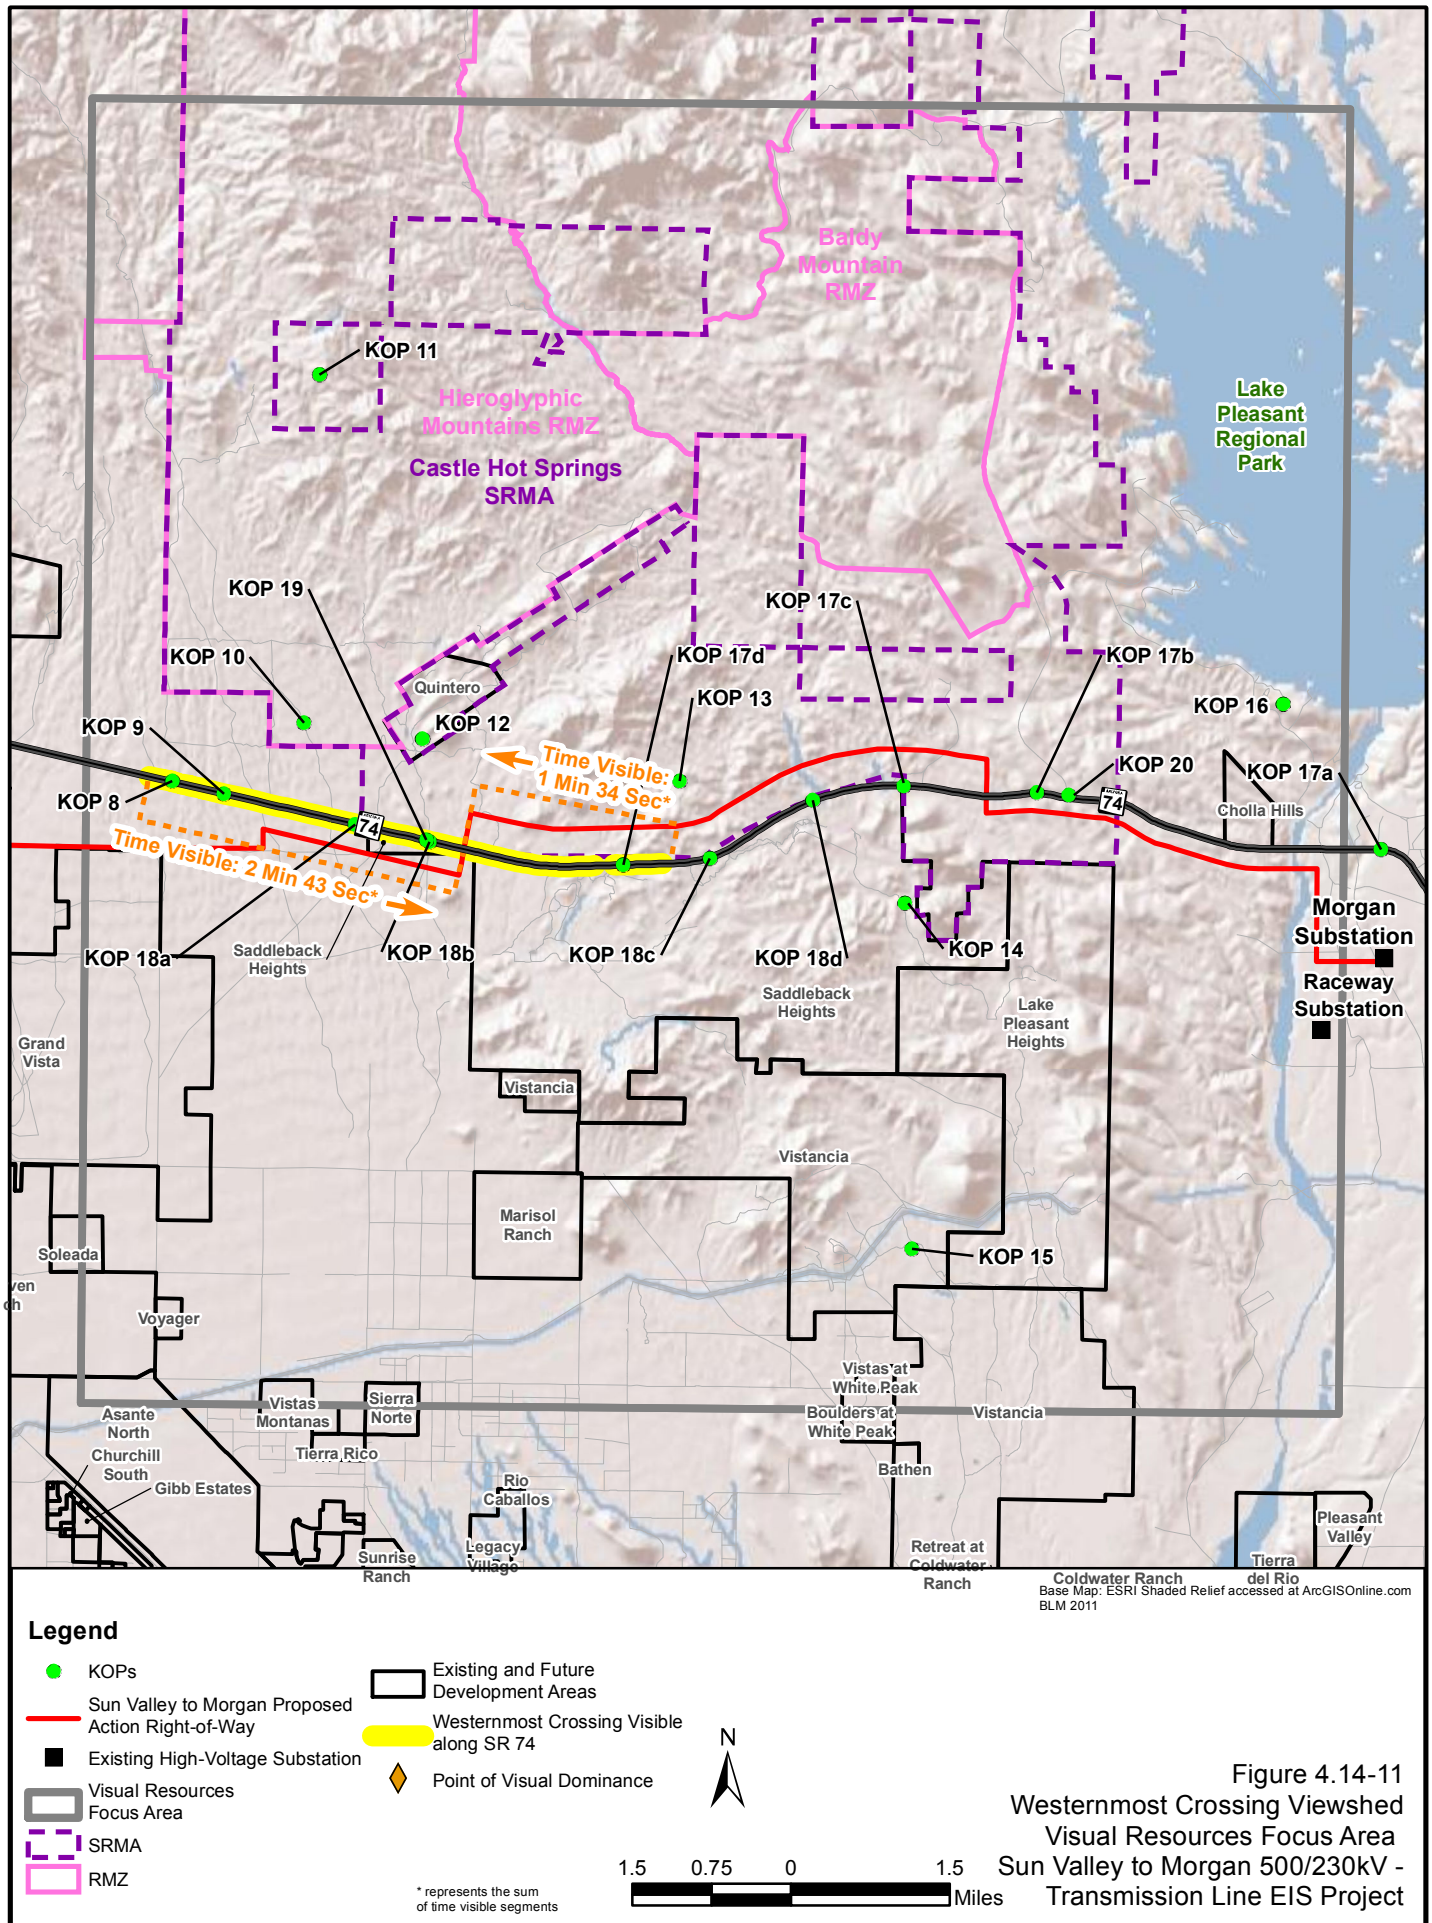 Baldy
Mountain
RMZ
KOP 11
Lake
Pleasant
Regional
Park
Hieroglyphic
Mountains RMZ
Castle Hot Springs
SRMA
KOP 19
KOP 17c
KOP 10
KOP 17d
KOP 17b
Quintero
KOP 13
KOP 16
KOP 9
KOP 12
Time Visible:
1 Min 34 Sec*
KOP 20
KOP 17a
KOP 8
74
74
Cholla Hills
Time Visible: 2 Min 43 Sec*
Morgan
Substation
KOP 18a
Saddleback
Heights
KOP 18b
KOP 18c
KOP 18d
KOP 14
Raceway
Substation
Saddleback
Heights
Lake
Pleasant
Heights
Grand
Vista
Vistancia
Vistancia
Marisol
Ranch
Soleada
KOP 15
ven
ch
Voyager
Vistas at
White Peak
Vistas
Montanas
Sierra
Norte
Asante
North
Boulders at
White Peak
Vistancia
Tierra Rico
Churchill
South
Gibb Estates
Bathen
Rio
Caballos
Pleasant
Valley
Legacy
Village
Sunrise
Ranch
Retreat at
Coldwater
Ranch
Coldwater Ranch
Tierra
del Rio
Base Map: ESRI Shaded Relief accessed at ArcGISOnline.com
BLM 2011
Legend
KOPs
Sun Valley to Morgan Proposed
Action Right-of-Way
Existing High-Voltage Substation
Visual Resources
Focus Area
SRMA
RMZ
Existing and Future
Development Areas
Westernmost Crossing Visible
along SR 74
Point of Visual Dominance
* represents the sum
of time visible segments
N
1.5 0.75 0 1.5
Miles
Figure 4.14-11
Westernmost Crossing Viewshed
Visual Resources Focus Area
Sun Valley to Morgan 500/230kV -
Transmission Line EIS Project